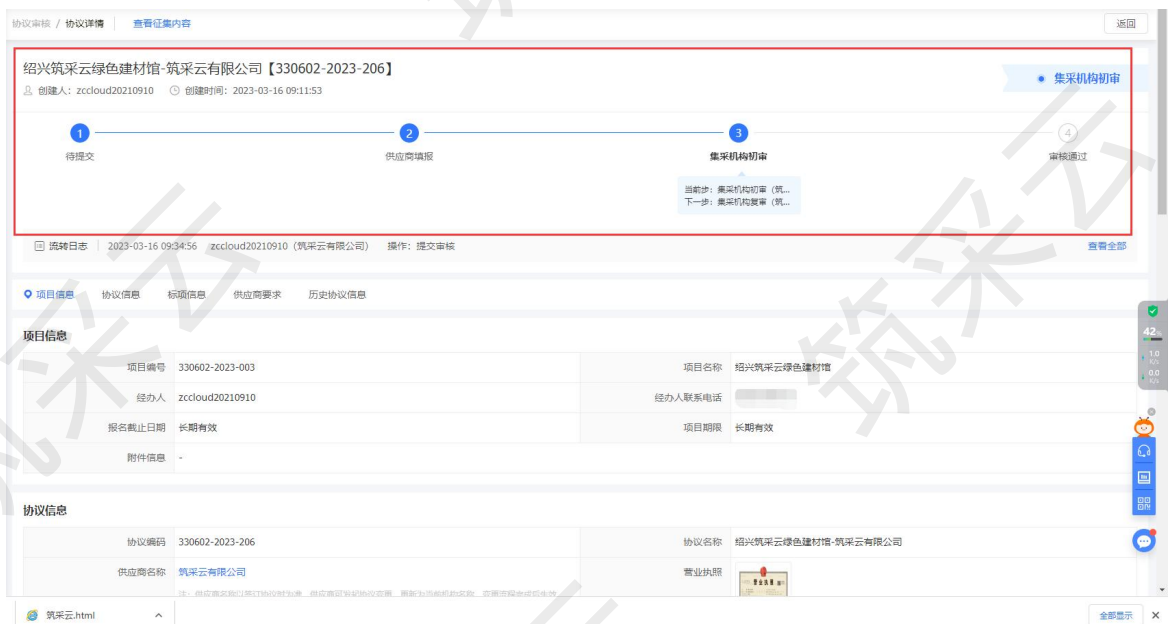 协议审核 / 协议详情 查看征集内容 返回
绍兴筑采云绿色建材馆-筑采云有限公司【330602-2023-206】
集采机构初审
创建人：zccloud20210910 创建时间：2023-03-16 09:11:53
1 2 3 4
待提交 供应商填报 集采机构初审 审核通过
当前步：集采机构初审（筑...
下一步：集采机构复审（筑...
流转日志 2023-03-16 09:34:56 zccloud20210910（筑采云有限公司） 操作：提交审核 查看全部
项目信息 协议信息 标项信息 供应商要求 历史协议信息
项目信息
项目编号 330602-2023-003 项目名称 绍兴筑采云绿色建材馆
经办人 zccloud20210910 经办人联系电话
报名截止日期 长期有效 项目期限 长期有效
附件信息 -
协议信息
协议编码 330602-2023-206 协议名称 绍兴筑采云绿色建材馆-筑采云有限公司
供应商名称 筑采云有限公司 营业执照
筑采云.html 全部显示
42%
1.0
K/s
0.0
K/s
筑采云
筑采云